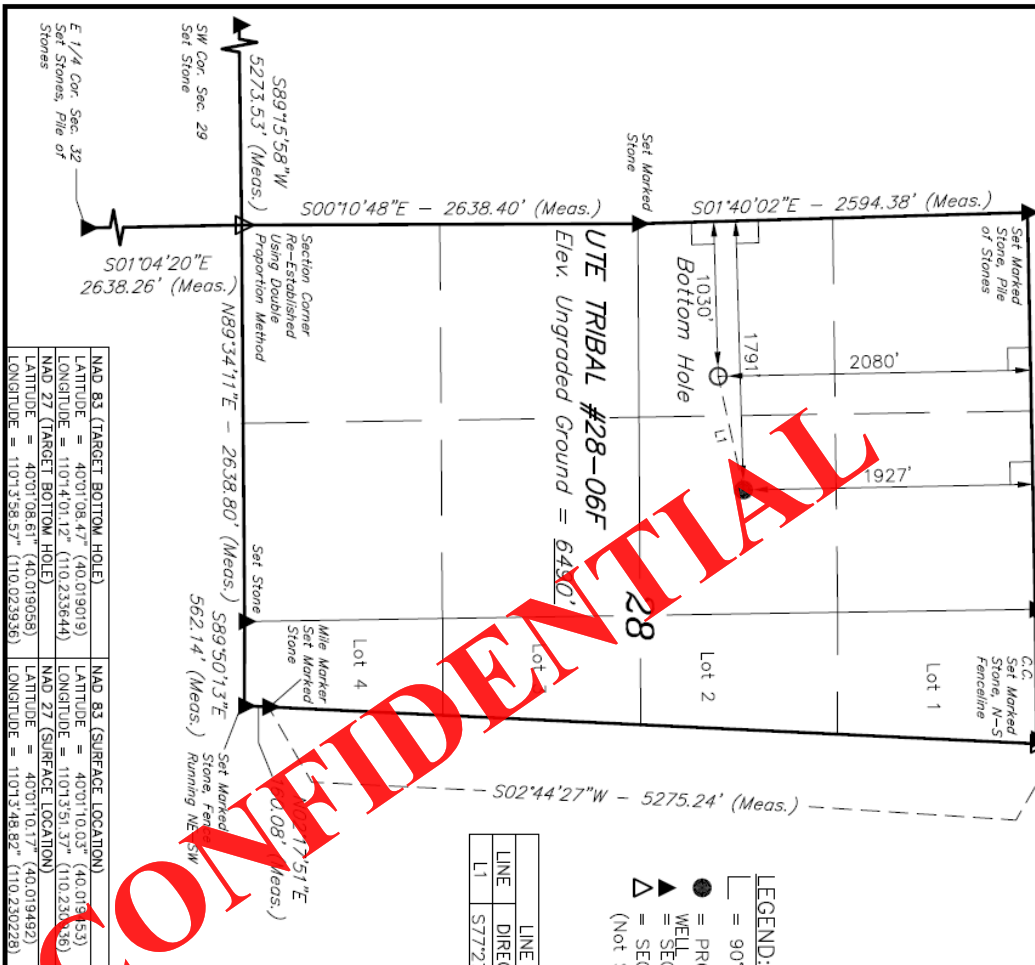 SW Cor. Sec. 29
Set Stone
E 1/4 Cor. Sec. 32
Set Stones, Pile of
Stones
S89°15'58"W
5273.53' (Meas.)
S01°04'20"E
2638.26' (Meas.)
S00°10'48"E - 2638.40' (Meas.)
Set Marked
Stone
S01°40'02"E - 2594.38' (Meas.)
Set Marked
Stone, Pile
of Stones
Section Corner
Re-Established
Using Double
Proportion Method
UTE TRIBAL #28-06F
Elev. Ungraded Ground =
1030'
Bottom Hole
1791'
L1
2080'
1927'
28
Lot 1
Lot 2
Lot
Lot 4
C.C.
Set Marked
Stone, N-S
Fenceline
N89°34'11"E - 2638.80' (Meas.)
Set Stone
Mile Marker
Set Marked
Stone
S89°50'13"E
562.14' (Meas.)
Set Marked
Stone, Fence
Running NE-SW
S02°44'27"W - 5275.24' (Meas.)
NAD 83 (TARGET BOTTOM HOLE)
LATITUDE = 40°01'08.47" (40.019019)
LONGITUDE = 110°14'01.12" (110.233644)
NAD 27 (TARGET BOTTOM HOLE)
LATITUDE = 40°01'08.61" (40.019058)
LONGITUDE = 110°13'58.57" (110.023936)
NAD 83 (SURFACE LOCATION)
LATITUDE = 40°01'10.03"
LONGITUDE = 110°13'51.37"
NAD 27 (SURFACE LOCATION)
LATITUDE = 40°01'10.17" (40.019492)
LONGITUDE = 110°13'48.82" (110.230228)
LINE
LINE DIREC
L1 S77°2
LEGEND:
= 90°
= PRO
WELL
= SEC
= SEC
(Not S
CONFIDENTIAL